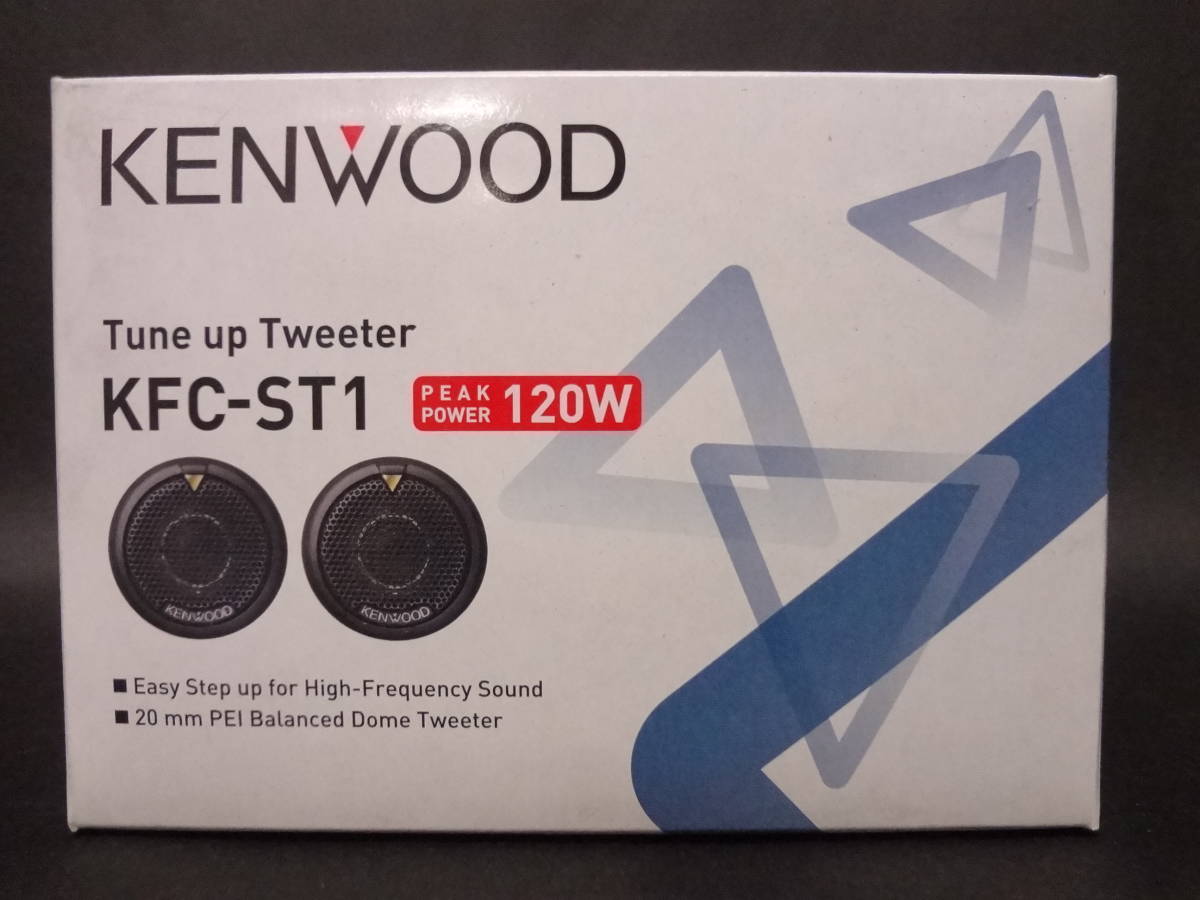 KENWOOD
Tune up Tweeter
KFC-ST1
PEAK POWER 120W
KENWOOD
KENWOOD
■ Easy Step up for High-Frequency Sound
■ 20 mm PEI Balanced Dome Tweeter